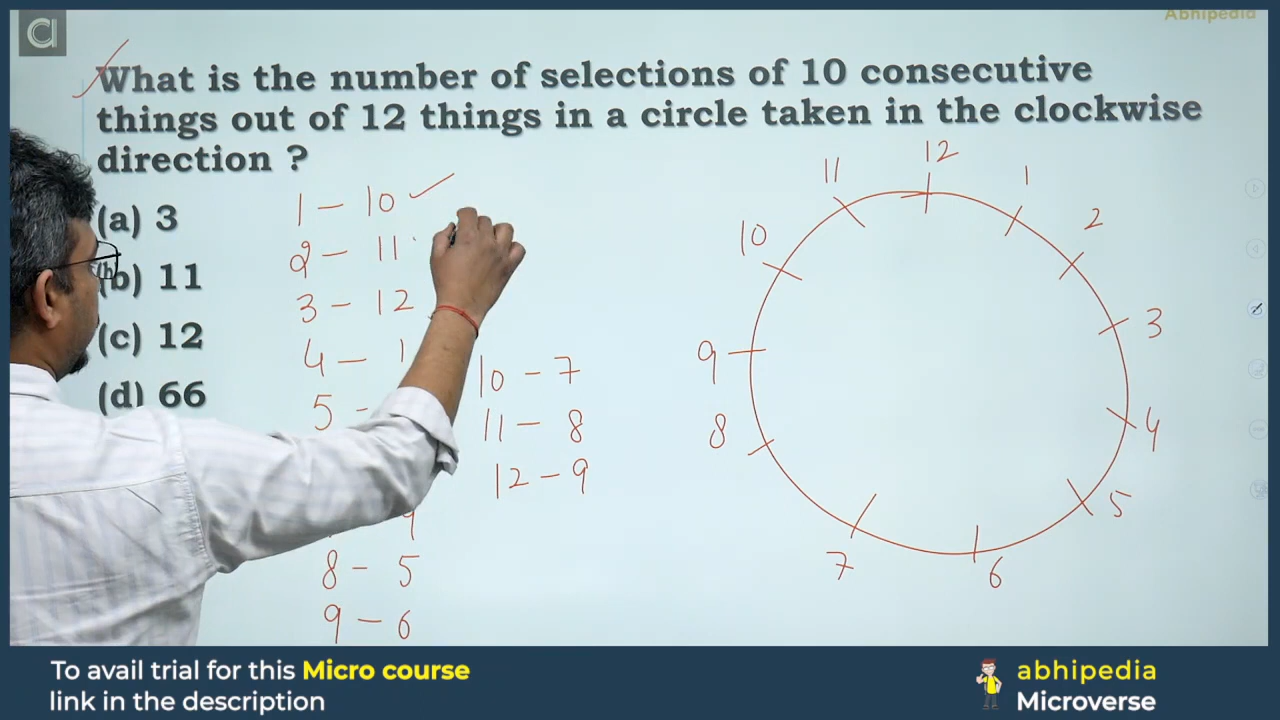 Abhipedia
What is the number of selections of 10 consecutive
things out of 12 things in a circle taken in the clockwise
direction ?
(a) 3
(b) 11
(c) 12
(d) 66
1 - 10 ✓
2 - 11
3 - 12
4 - 1
5 -
9
8 - 5
9 - 6
10 - 7
11 - 8
12 - 9
12
1
2
3
4
5
6
7
8
9
10
11
To avail trial for this Micro course
link in the description
abhipedia
Microverse